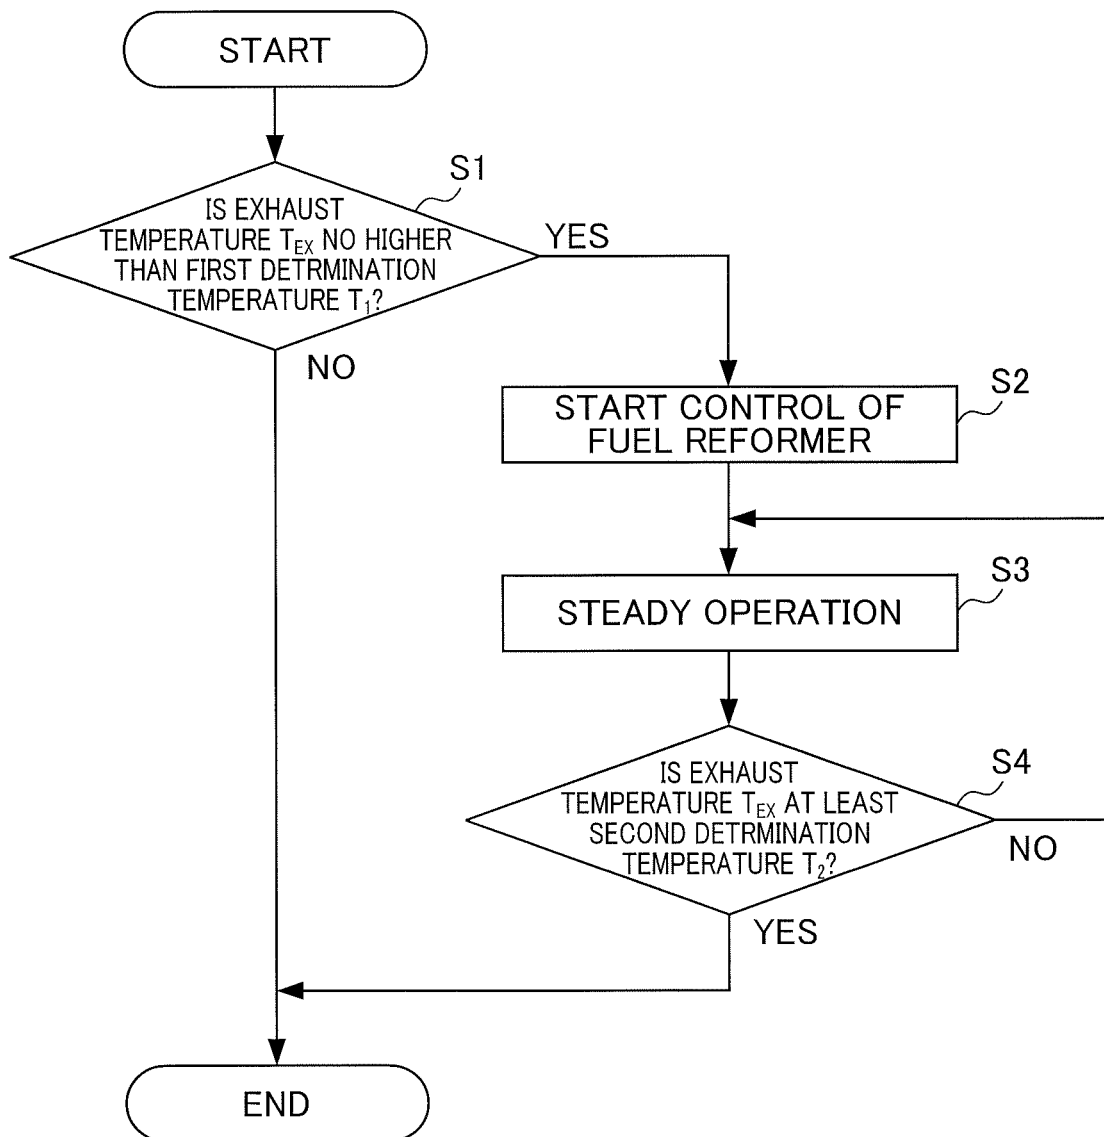 START
S1
IS EXHAUST
TEMPERATURE T_EX NO HIGHER
THAN FIRST DETRMINATION
TEMPERATURE T_1?
YES
NO
S2
START CONTROL OF
FUEL REFORMER
S3
STEADY OPERATION
S4
IS EXHAUST
TEMPERATURE T_EX AT LEAST
SECOND DETRMINATION
TEMPERATURE T_2?
NO
YES
END